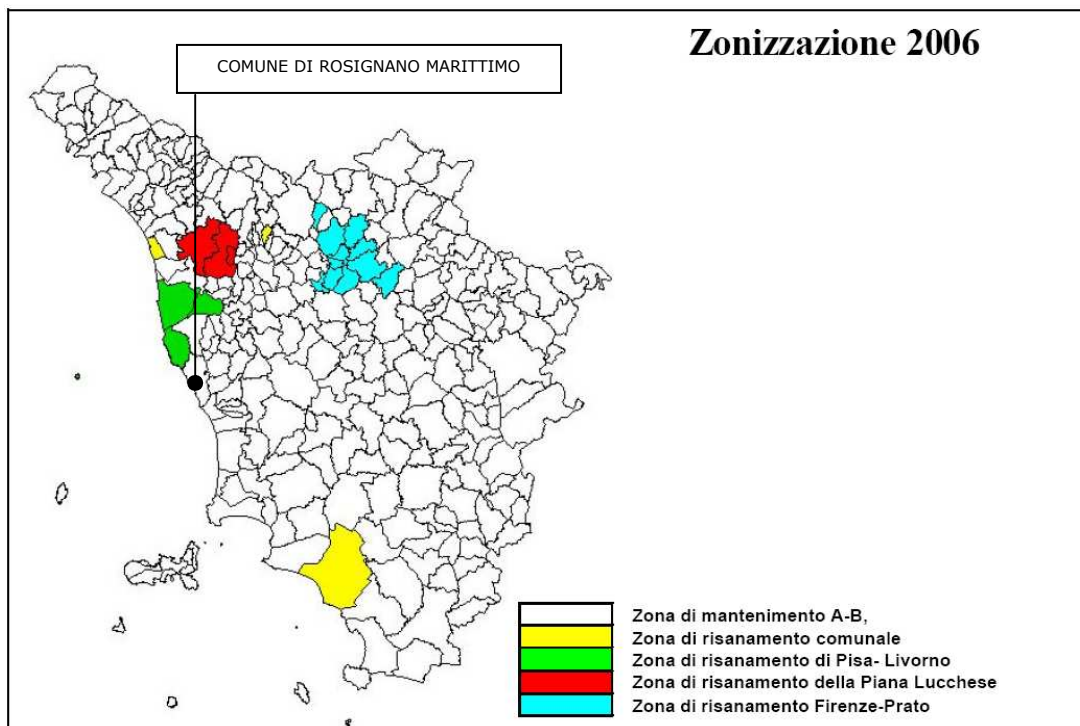 Zonizzazione 2006
COMUNE DI ROSIGNANO MARITTIMO
Zona di mantenimento A-B,
Zona di risanamento comunale
Zona di risanamento di Pisa- Livorno
Zona di risanamento della Piana Lucchese
Zona di risanamento Firenze-Prato